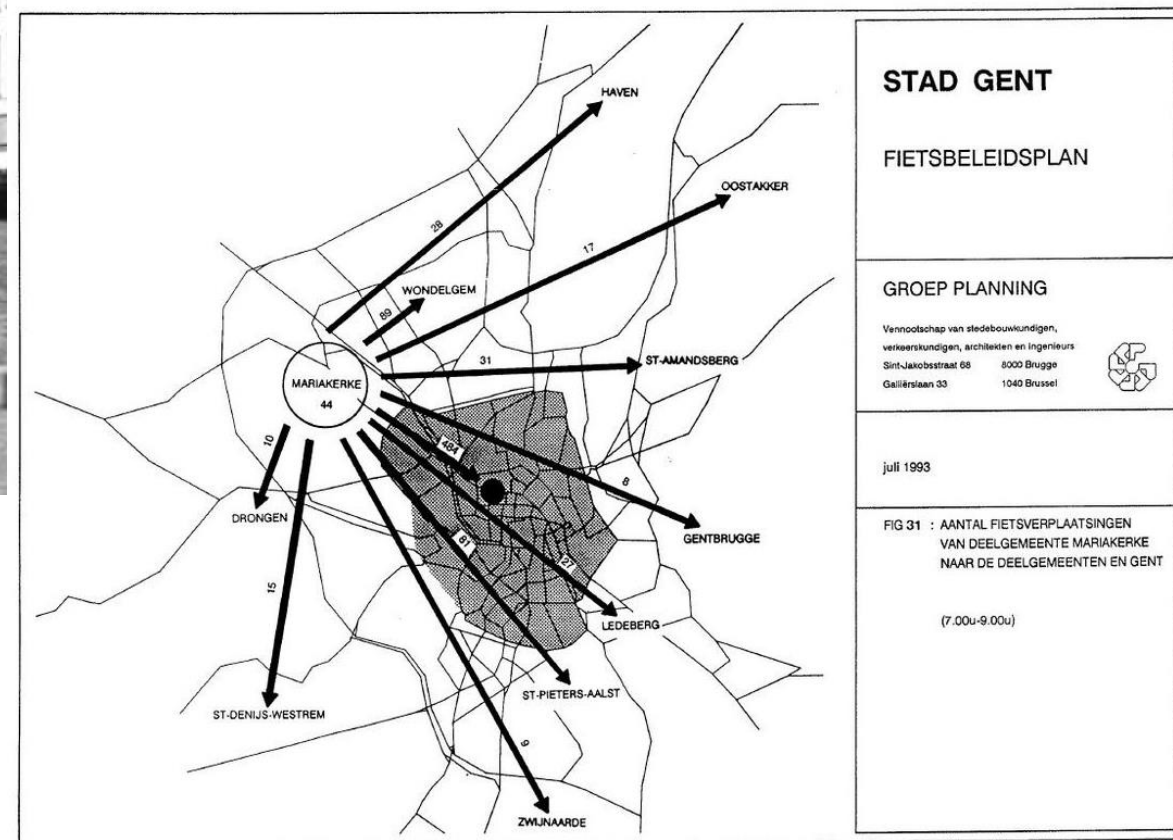 HAVEN
OOSTAKKER
28
17
WONDELGEM
89
31
ST-AMANDSBERG
MARIAKERKE
44
484
10
8
DRONGEN
GENTBRUGGE
81
27
15
LEDEBERG
ST-PIETERS-AALST
ST-DENIJS-WESTREM
9
ZWIJNAARDE
STAD GENT
FIETSBELEIDSPLAN
GROEP PLANNING
Vennootschap van stedebouwkundigen,
verkeerskundigen, architekten en ingenieurs
Sint-Jakobsstraat 68 8000 Brugge
Galliërslaan 33 1040 Brussel
juli 1993
FIG 31 : AANTAL FIETSVERPLAATSINGEN
VAN DEELGEMEENTE MARIAKERKE
NAAR DE DEELGEMEENTEN EN GENT
(7.00u-9.00u)